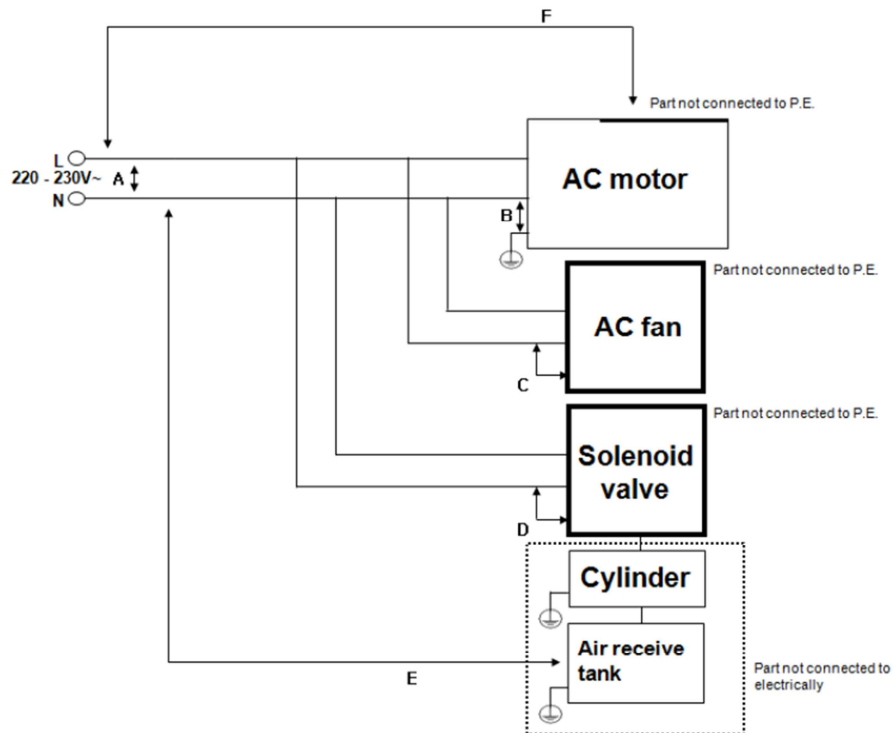 F
Part not connected to P.E.
L
220 - 230V~ A
N
AC motor
B
Part not connected to P.E.
AC fan
C
Part not connected to P.E.
Solenoid
valve
D
Cylinder
Air receive
tank
E
Part not connected to
electrically